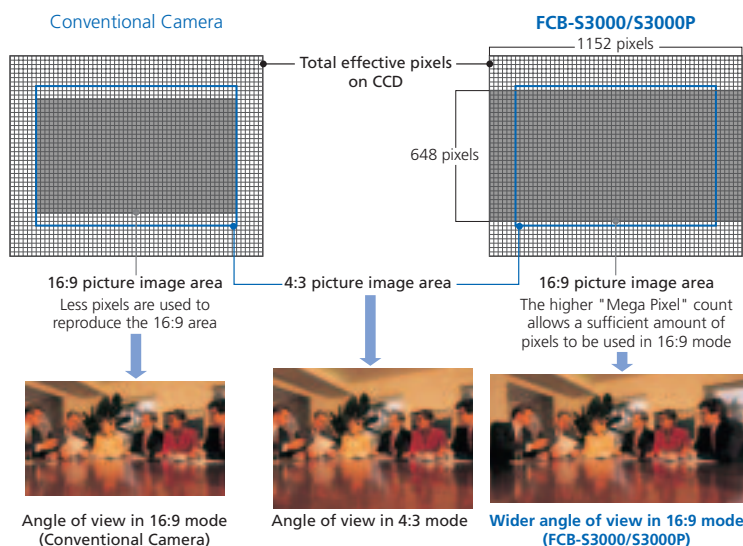 Conventional Camera
FCB-S3000/S3000P
1152 pixels
Total effective pixels
on CCD
648 pixels
16:9 picture image area
Less pixels are used to
reproduce the 16:9 area
4:3 picture image area
16:9 picture image area
The higher "Mega Pixel" count
allows a sufficient amount of
pixels to be used in 16:9 mode
Angle of view in 16:9 mode
(Conventional Camera)
Angle of view in 4:3 mode
Wider angle of view in 16:9 mode
(FCB-S3000/S3000P)